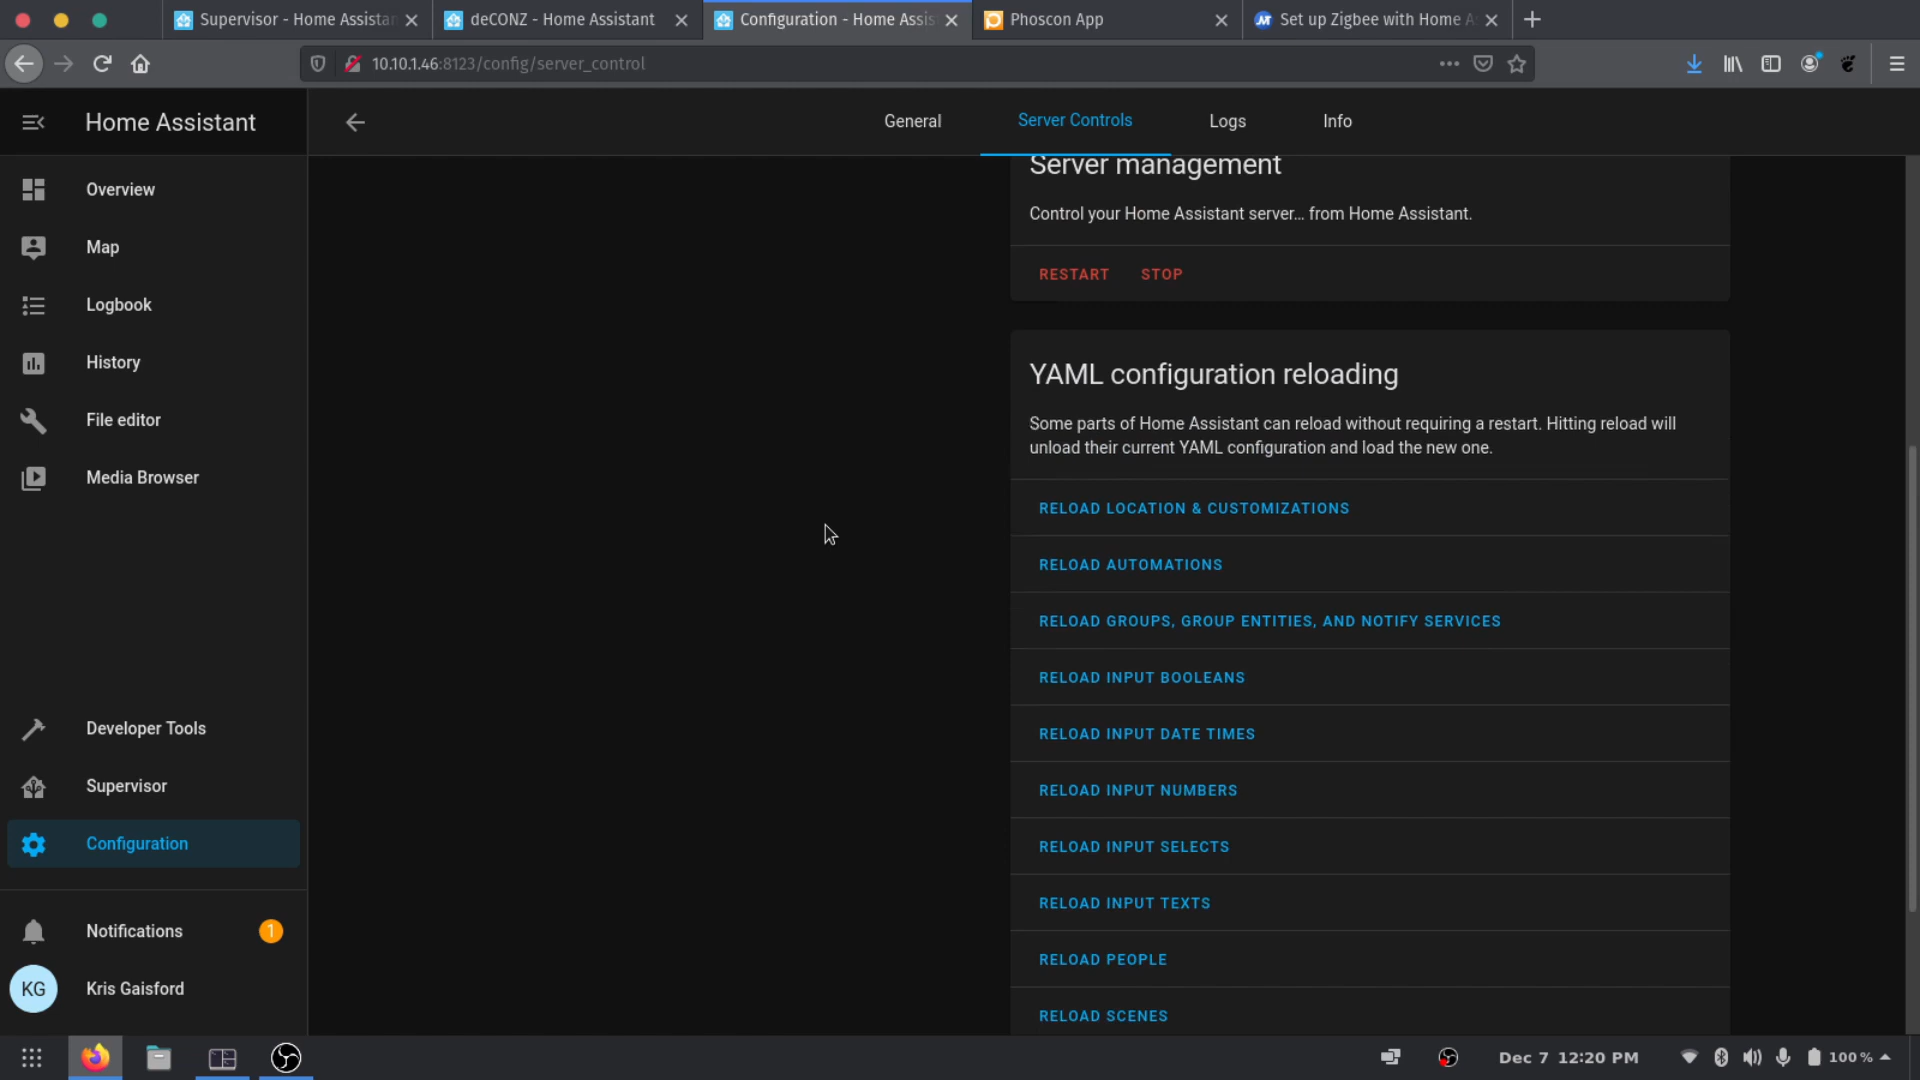 Supervisor - Home Assistan
deCONZ - Home Assistant
Configuration - Home Assis
Phoscon App
Set up Zigbee with Home A
10.10.1.46:8123/config/server_control
Home Assistant
General
Server Controls
Logs
Info
Overview
Map
Logbook
History
File editor
Media Browser
Developer Tools
Supervisor
Configuration
Notifications
1
KG
Kris Gaisford
Server management
Control your Home Assistant server... from Home Assistant.
RESTART
STOP
YAML configuration reloading
Some parts of Home Assistant can reload without requiring a restart. Hitting reload will
unload their current YAML configuration and load the new one.
RELOAD LOCATION & CUSTOMIZATIONS
RELOAD AUTOMATIONS
RELOAD GROUPS, GROUP ENTITIES, AND NOTIFY SERVICES
RELOAD INPUT BOOLEANS
RELOAD INPUT DATE TIMES
RELOAD INPUT NUMBERS
RELOAD INPUT SELECTS
RELOAD INPUT TEXTS
RELOAD PEOPLE
RELOAD SCENES
Dec 7 12:20 PM
100%